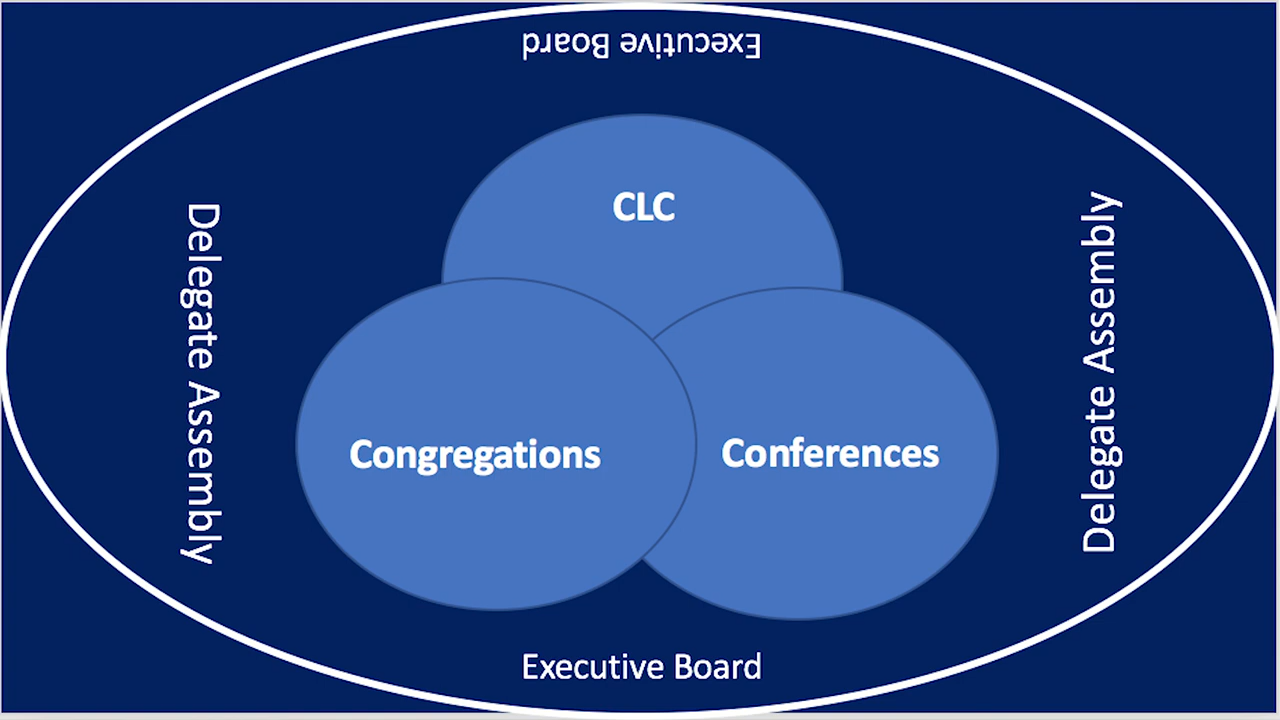 Executive Board
CLC
Delegate Assembly
Delegate Assembly
Congregations
Conferences
Executive Board